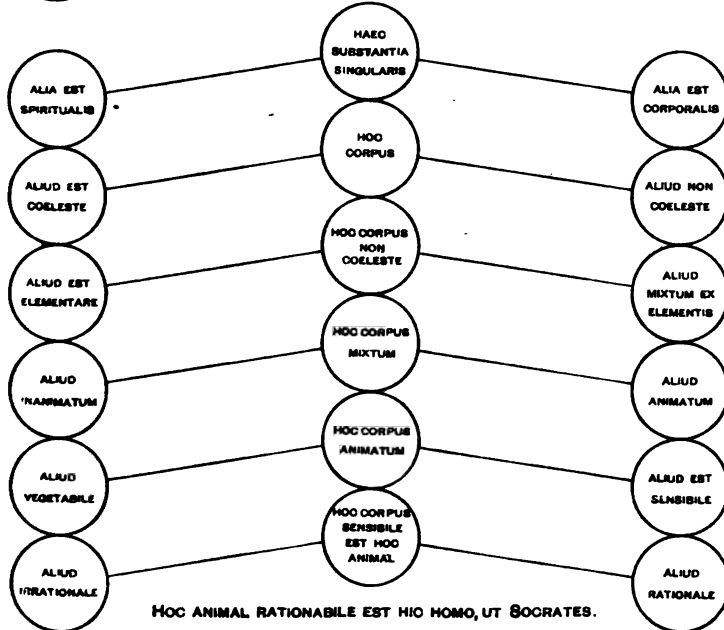 HAEC
SUBSTANTIA
SINGULARIS
ALIA EST
SPIRITUALIS
ALIA EST
CORPORALIS
HOC
CORPUS
ALIUD EST
COELESTE
ALIUD NON
COELESTE
HOC CORPUS
NON
COELESTE
ALIUD EST
ELEMENTARE
ALIUD
MIXTUM EX
ELEMENTIS
HOC CORPUS
MIXTUM
ALIUD
INANIMATUM
ALIUD
ANIMATUM
HOC CORPUS
ANIMATUM
ALIUD
VEGETABILE
ALIUD EST
SENSIBILE
HOC CORPUS
SENSIBILE
EST HOC
ANIMAL
ALIUD
IRRATIONALE
ALIUD
RATIONALE
HOC ANIMAL RATIONABILE EST HIC HOMO, UT SOCRATES.